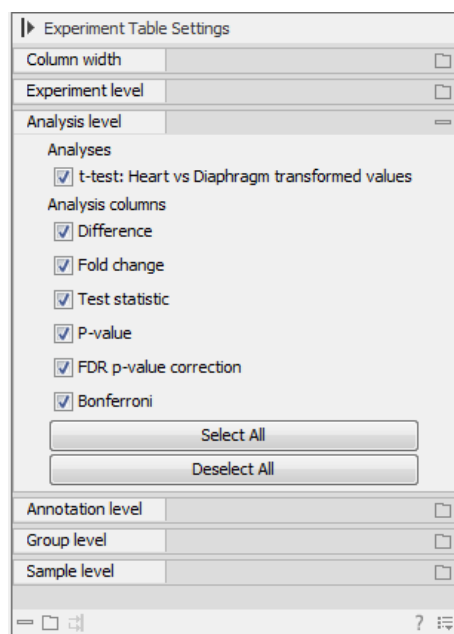 Experiment Table Settings
Column width
Experiment level
Analysis level
Analyses
t-test: Heart vs Diaphragm transformed values
Analysis columns
Difference
Fold change
Test statistic
P-value
FDR p-value correction
Bonferroni
Select All
Deselect All
Annotation level
Group level
Sample level
?